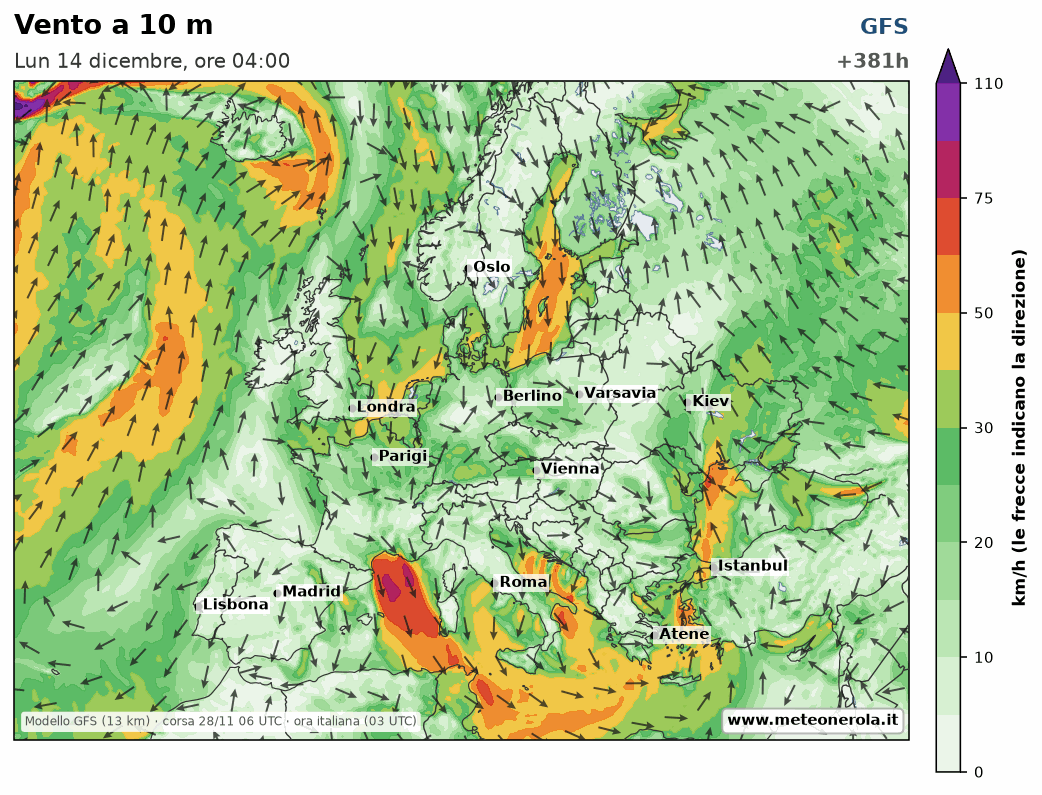 Vento a 10 m
GFS
Lun 14 dicembre, ore 04:00
+381h
110
75
50
30
20
10
0
km/h (le frecce indicano la direzione)
Oslo
Berlino
Varsavia
Kiev
Londra
Parigi
Vienna
Istanbul
Roma
Madrid
Lisbona
Atene
Modello GFS (13 km) · corsa 28/11 06 UTC · ora italiana (03 UTC)
www.meteonerola.it